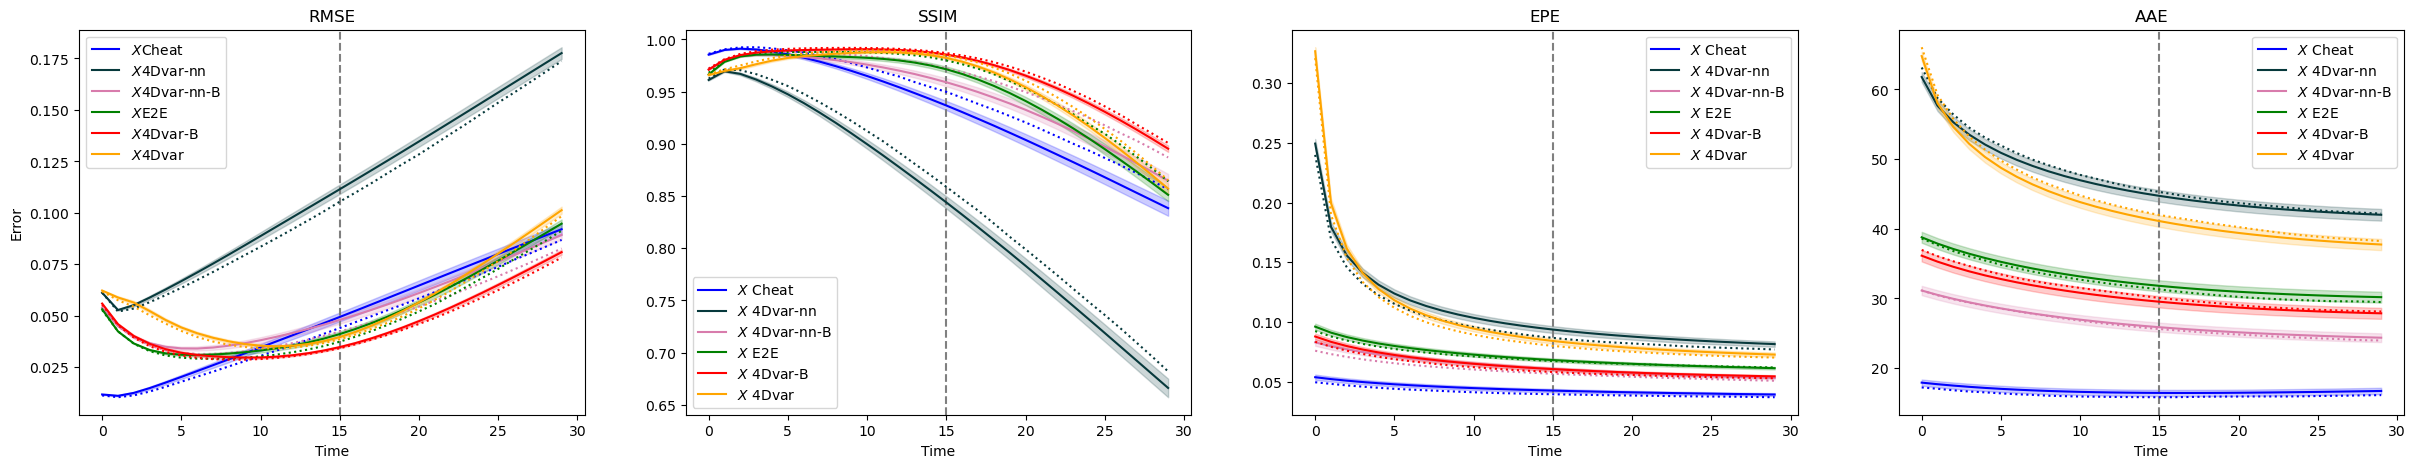 RMSE
XCheat
X4Dvar-nn
X4Dvar-nn-B
XE2E
X4Dvar-B
X4Dvar
0.175
0.150
0.125
0.100
0.075
0.050
0.025
Error
0 5 10 15 20 25 30
Time
SSIM
1.00
0.95
0.90
0.85
0.80
0.75
0.70
0.65
X Cheat
X 4Dvar-nn
X 4Dvar-nn-B
X E2E
X 4Dvar-B
X 4Dvar
0 5 10 15 20 25 30
Time
EPE
X Cheat
X 4Dvar-nn
X 4Dvar-nn-B
X E2E
X 4Dvar-B
X 4Dvar
0.30
0.25
0.20
0.15
0.10
0.05
0 5 10 15 20 25 30
Time
AAE
X Cheat
X 4Dvar-nn
X 4Dvar-nn-B
X E2E
X 4Dvar-B
X 4Dvar
60
50
40
30
20
0 5 10 15 20 25 30
Time